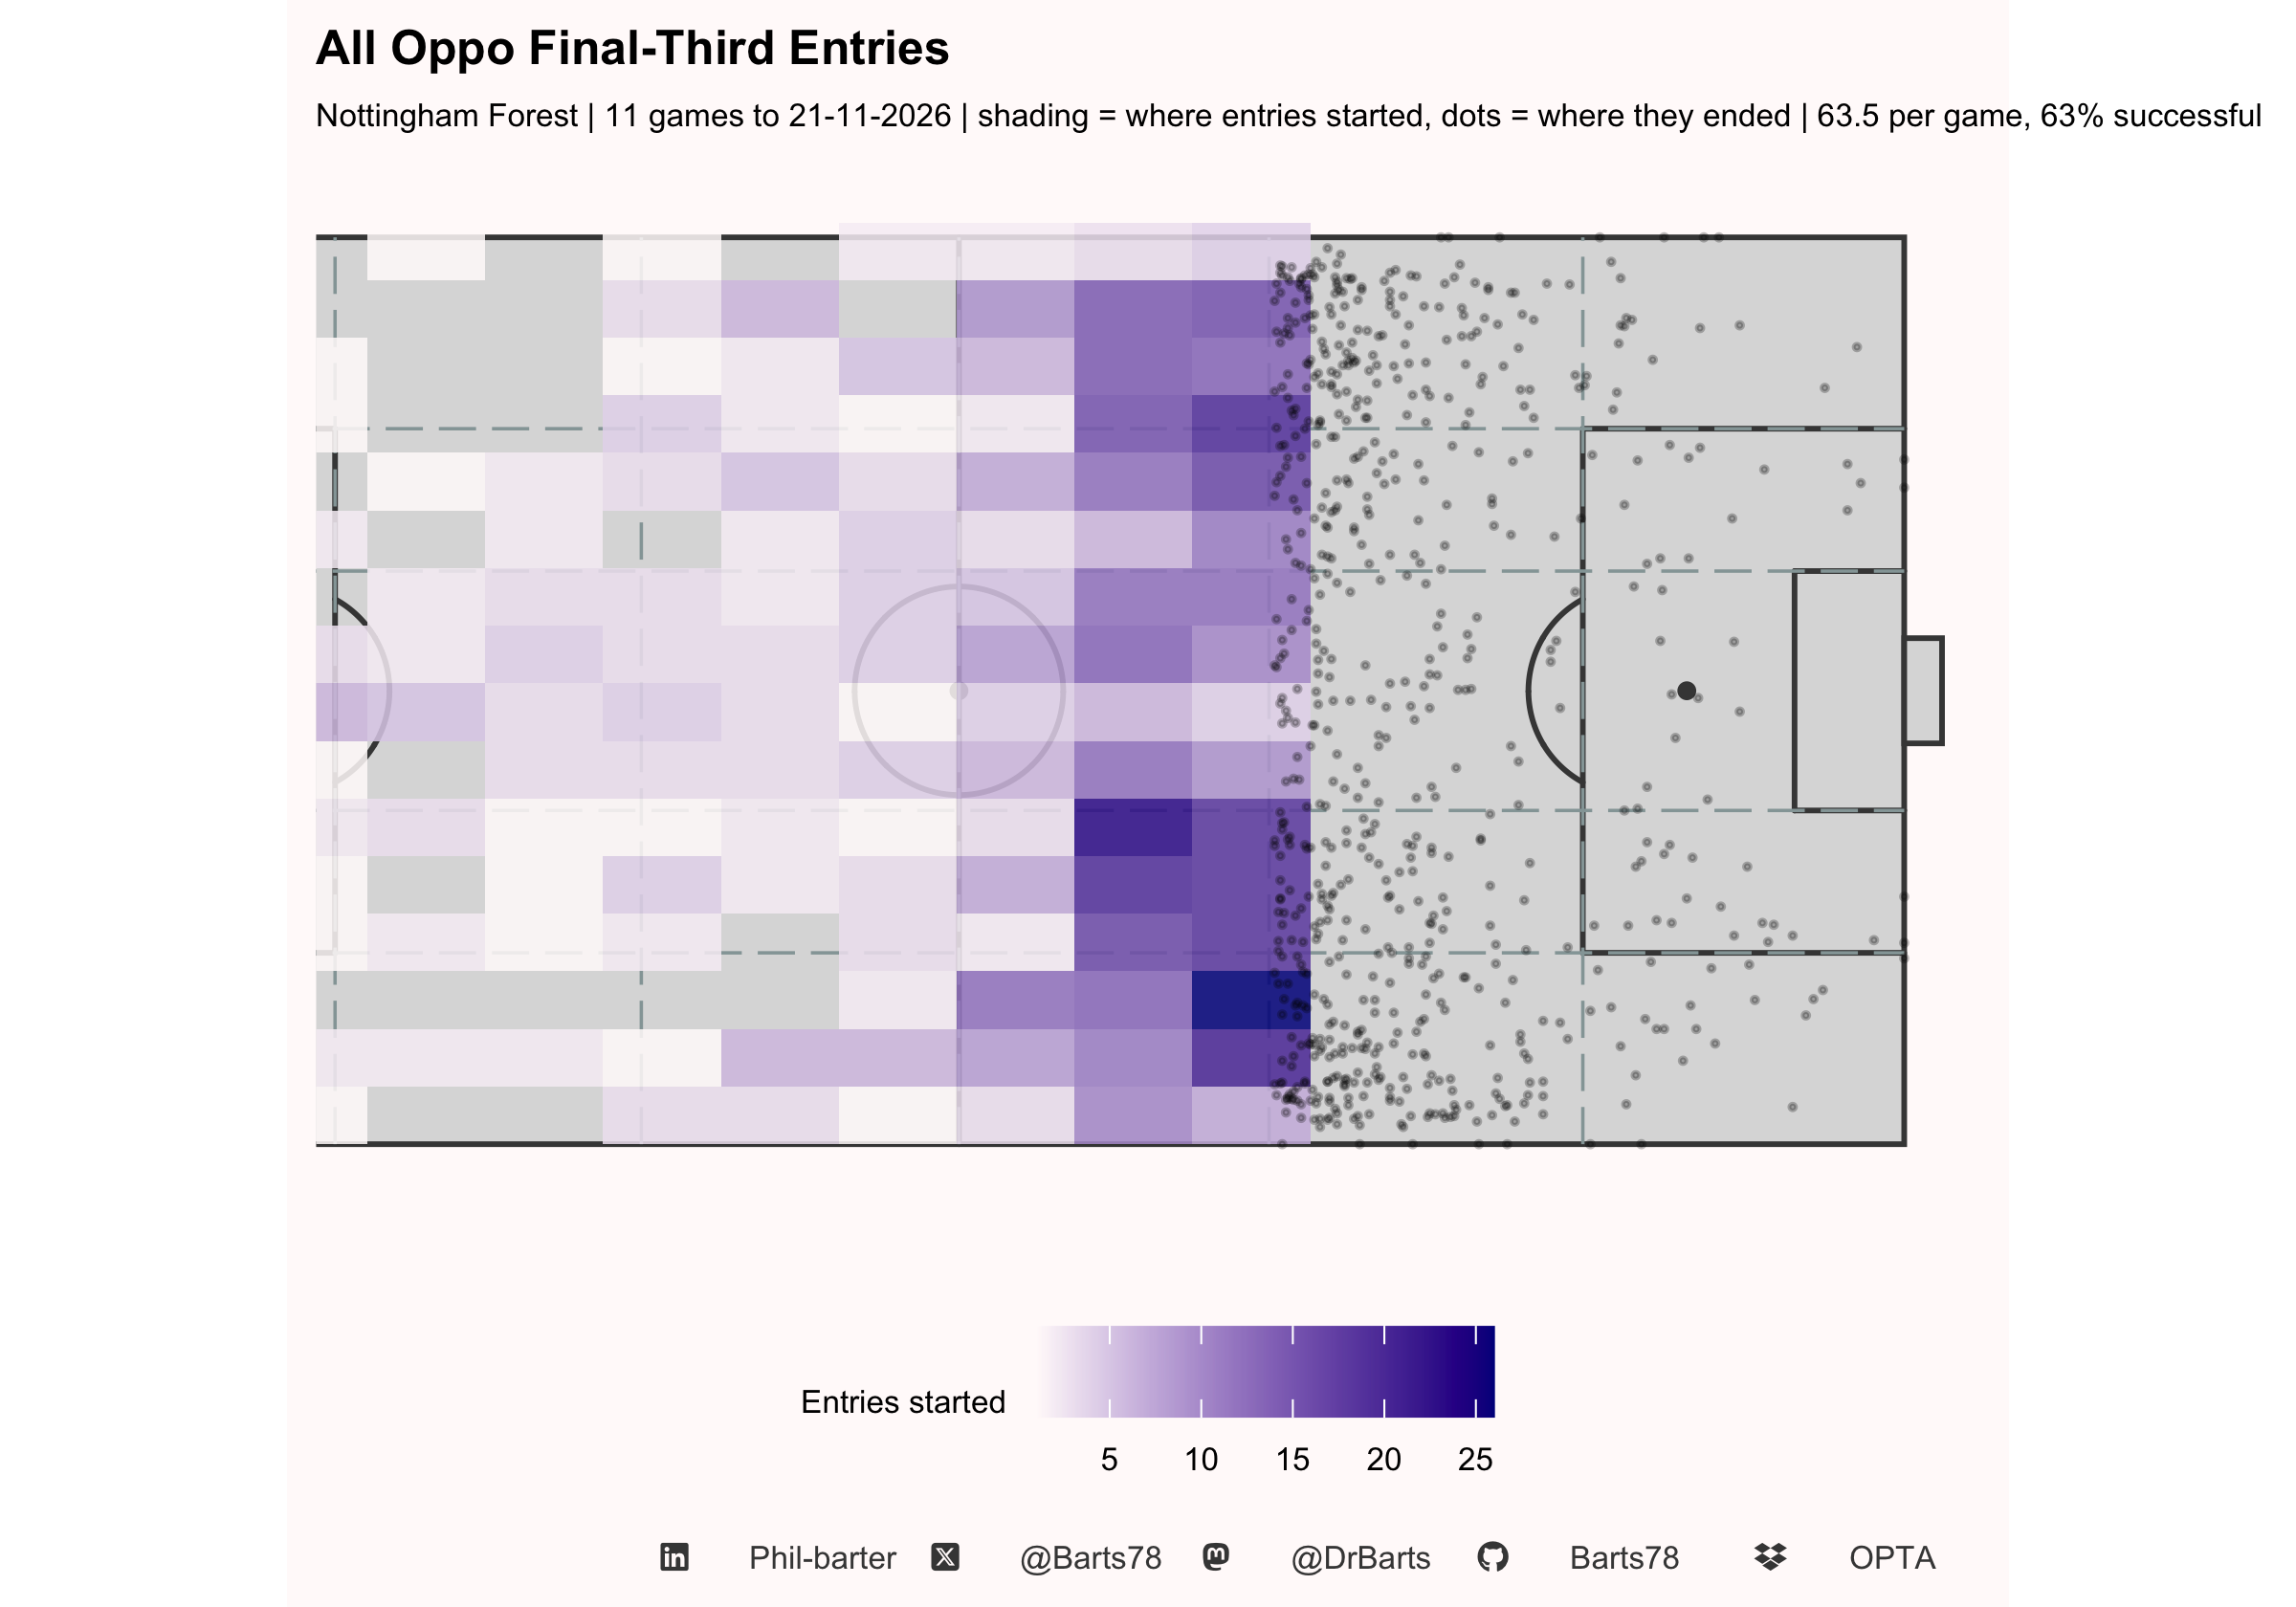 All Oppo Final-Third Entries
Nottingham Forest | 11 games to 21-11-2026 | shading = where entries started, dots = where they ended | 63.5 per game, 63% successful
Entries started
5 10 15 20 25
in Phil-barter X @Barts78 m @DrBarts Barts78 OPTA